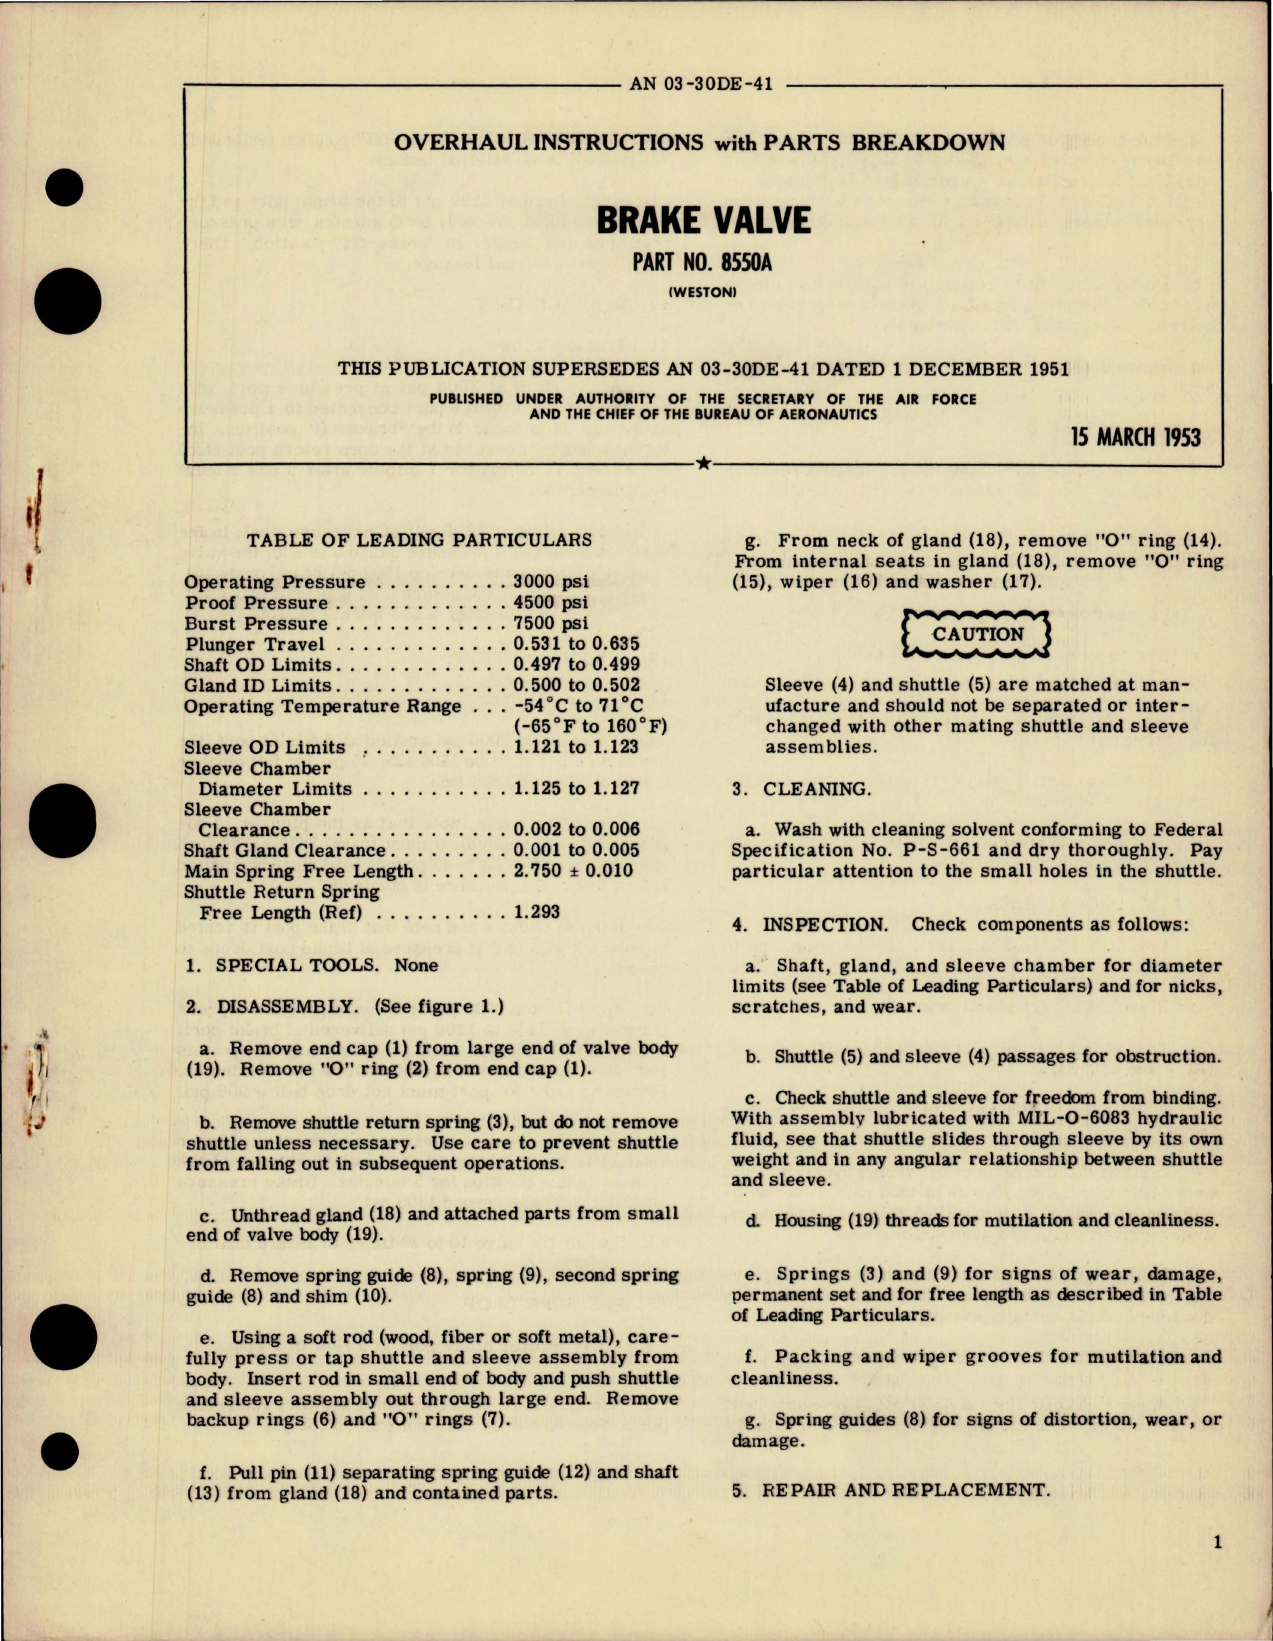 AN 03-30DE-41
OVERHAUL INSTRUCTIONS with PARTS BREAKDOWN
BRAKE VALVE
PART NO. 8550A
(WESTON)
THIS PUBLICATION SUPERSEDES AN 03-30DE-41 DATED 1 DECEMBER 1951
PUBLISHED UNDER AUTHORITY OF THE SECRETARY OF THE AIR FORCE
AND THE CHIEF OF THE BUREAU OF AERONAUTICS
15 MARCH 1953
TABLE OF LEADING PARTICULARS
Operating Pressure . . . . . . . . . . 3000 psi
Proof Pressure . . . . . . . . . . . . . 4500 psi
Burst Pressure . . . . . . . . . . . . . 7500 psi
Plunger Travel . . . . . . . . . . . . . 0.531 to 0.635
Shaft OD Limits. . . . . . . . . . . . . 0.497 to 0.499
Gland ID Limits. . . . . . . . . . . . . 0.500 to 0.502
Operating Temperature Range . . . -54°C to 71°C
(-65°F to 160°F)
Sleeve OD Limits . . . . . . . . . . . 1.121 to 1.123
Sleeve Chamber
Diameter Limits . . . . . . . . . . . 1.125 to 1.127
Sleeve Chamber
Clearance. . . . . . . . . . . . . . . . 0.002 to 0.006
Shaft Gland Clearance. . . . . . . . . 0.001 to 0.005
Main Spring Free Length. . . . . . . 2.750 ± 0.010
Shuttle Return Spring
Free Length (Ref) . . . . . . . . . . 1.293
1. SPECIAL TOOLS. None
2. DISASSEMBLY. (See figure 1.)
a. Remove end cap (1) from large end of valve body
(19). Remove "O" ring (2) from end cap (1).
b. Remove shuttle return spring (3), but do not remove
shuttle unless necessary. Use care to prevent shuttle
from falling out in subsequent operations.
c. Unthread gland (18) and attached parts from small
end of valve body (19).
d. Remove spring guide (8), spring (9), second spring
guide (8) and shim (10).
e. Using a soft rod (wood, fiber or soft metal), care-
fully press or tap shuttle and sleeve assembly from
body. Insert rod in small end of body and push shuttle
and sleeve assembly out through large end. Remove
backup rings (6) and "O" rings (7).
f. Pull pin (11) separating spring guide (12) and shaft
(13) from gland (18) and contained parts.
g. From neck of gland (18), remove "O" ring (14).
From internal seats in gland (18), remove "O" ring
(15), wiper (16) and washer (17).
CAUTION
Sleeve (4) and shuttle (5) are matched at man-
ufacture and should not be separated or inter-
changed with other mating shuttle and sleeve
assemblies.
3. CLEANING.
a. Wash with cleaning solvent conforming to Federal
Specification No. P-S-661 and dry thoroughly. Pay
particular attention to the small holes in the shuttle.
4. INSPECTION. Check components as follows:
a. Shaft, gland, and sleeve chamber for diameter
limits (see Table of Leading Particulars) and for nicks,
scratches, and wear.
b. Shuttle (5) and sleeve (4) passages for obstruction.
c. Check shuttle and sleeve for freedom from binding.
With assembly lubricated with MIL-O-6083 hydraulic
fluid, see that shuttle slides through sleeve by its own
weight and in any angular relationship between shuttle
and sleeve.
d. Housing (19) threads for mutilation and cleanliness.
e. Springs (3) and (9) for signs of wear, damage,
permanent set and for free length as described in Table
of Leading Particulars.
f. Packing and wiper grooves for mutilation and
cleanliness.
g. Spring guides (8) for signs of distortion, wear, or
damage.
5. REPAIR AND REPLACEMENT.
1